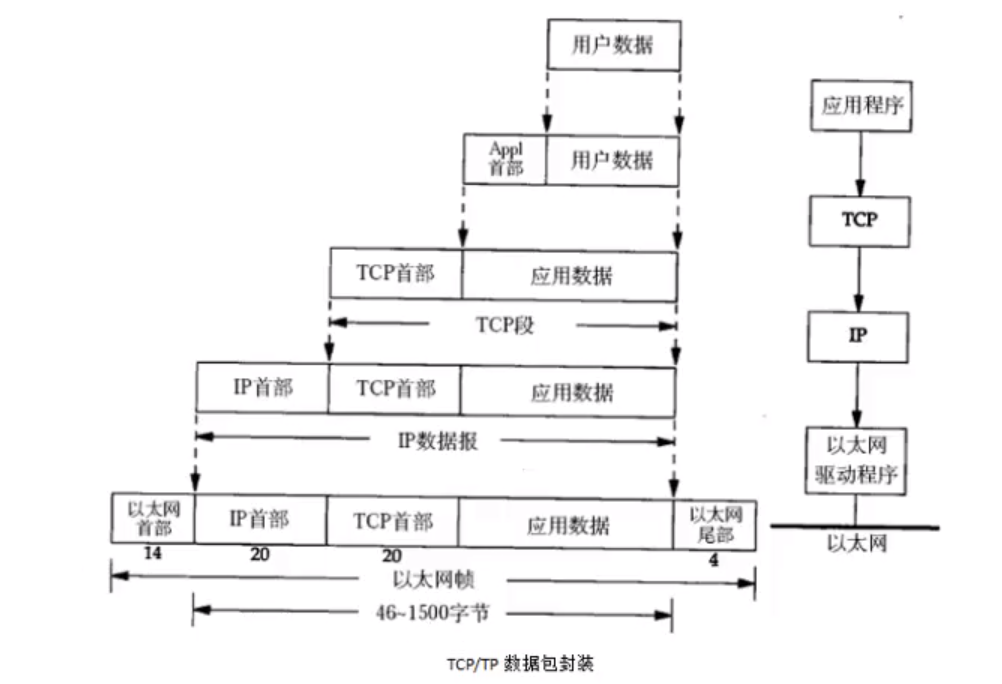 用户数据
应用程序
Appl
首部
用户数据
TCP
TCP首部
应用数据
TCP段
IP
IP首部
TCP首部
应用数据
IP数据报
以太网
驱动程序
以太网
首部
IP首部
TCP首部
应用数据
以太网
尾部
以太网
14
20
20
4
以太网帧
46~1500字节
TCP/TP 数据包封装